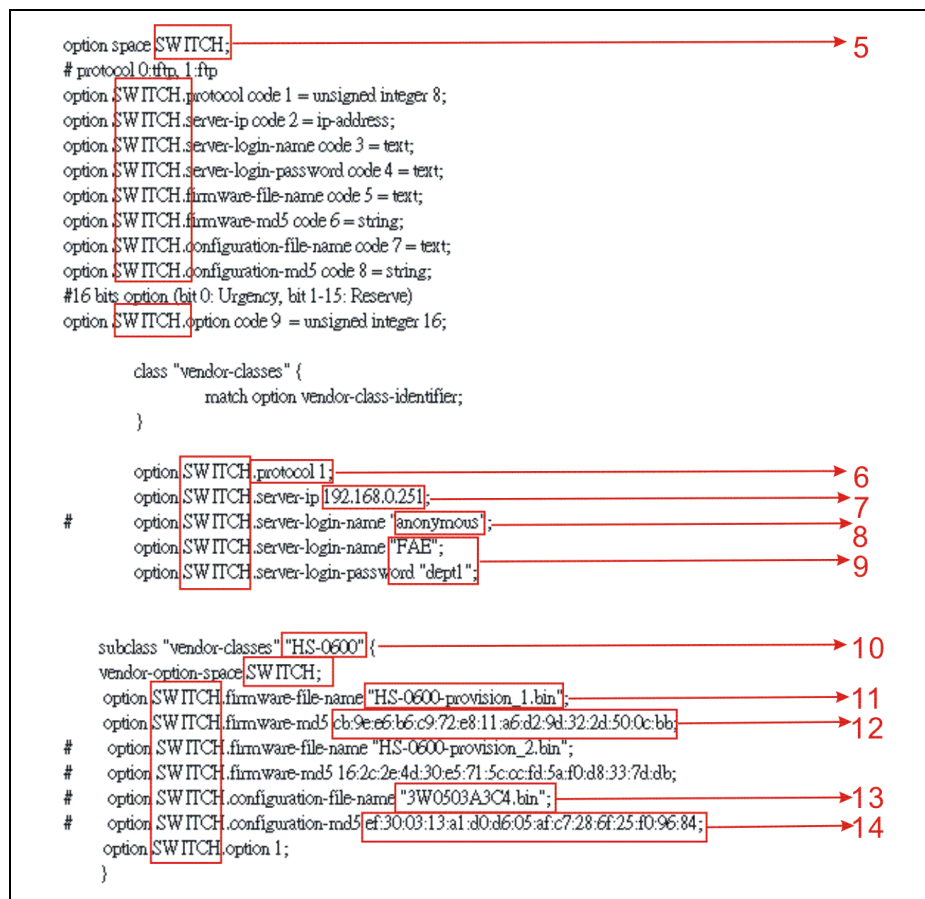 option space SWITCH; 5
# protocol 0:tftp, 1:ftp
option SWITCH.protocol code 1 = unsigned integer 8;
option SWITCH.server-ip code 2 = ip-address;
option SWITCH.server-login-name code 3 = text;
option SWITCH.server-login-password code 4 = text;
option SWITCH.firmware-file-name code 5 = text;
option SWITCH.firmware-md5 code 6 = string;
option SWITCH.configuration-file-name code 7 = text;
option SWITCH.configuration-md5 code 8 = string;
#16 bits option (bit 0: Urgency, bit 1-15: Reserve)
option SWITCH.option code 9 = unsigned integer 16;
class "vendor-classes" {
match option vendor-class-identifier;
}
option SWITCH.protocol 1; 6
option SWITCH.server-ip 192.168.0.251; 7
# option SWITCH.server-login-name "anonymous"; 8
option SWITCH.server-login-name "FAE";
option SWITCH.server-login-password "dept1"; 9
subclass "vendor-classes" "HS-0600" { 10
vendor-option-space SWITCH;
option SWITCH.firmware-file-name "HS-0600-provision_1.bin"; 11
option SWITCH.firmware-md5 cb:9e:e6:b6:c9:72:e8:11:a6:d2:9d:32:2d:50:0c:bb; 12
# option SWITCH.firmware-file-name "HS-0600-provision_2.bin";
# option SWITCH.firmware-md5 16:2c:2e:4d:30:e5:71:5c:cc:fd:5a:f0:d8:33:7d:db;
# option SWITCH.configuration-file-name "3W0503A3C4.bin"; 13
# option SWITCH.configuration-md5 ef:30:03:13:a1:d0:d6:05:af:c7:28:6f:25:f0:96:84; 14
option SWITCH.option 1;
}